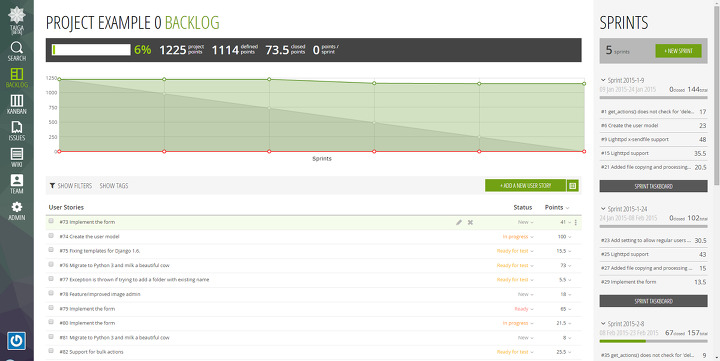 TAIGA
SEARCH
BACKLOG
KANBAN
ISSUES
WIKI
TEAM
ADMIN
PROJECT EXAMPLE 0 BACKLOG
6% 1225 project points 1114 defined points 73.5 closed points 0 points / sprint
1250
1000
750
500
250
0
Sprints
SHOW FILTERS SHOW TAGS + ADD A NEW USER STORY
User Stories Status Points
#73 Implement the form New 41
#74 Create the user model In progress 100
#75 Fixing templates for Django 1.6. Ready for test 15.5
#76 Migrate to Python 3 and milk a beautiful cow Ready for test 73
#77 Exception is thrown if trying to add a folder with existing name Ready for test 5.5
#78 Feature/improved image admin New 18
#79 Implement the form Ready 65
#80 Implement the form In progress 21.5
#81 Migrate to Python 3 and milk a beautiful cow New 8
#82 Support for bulk actions Ready for test 25.5
SPRINTS
5 sprints + NEW SPRINT
Sprint 2015-1-9
09 Jan 2015-24 Jan 2015 0 closed 144 total
#1 get_actions() does not check for 'dele... 17
#6 Create the user model 23
#9 Lighttpd x-sendfile support 48
#15 Lighttpd support 35.5
#21 Added file copying and processing... 20.5
SPRINT TASKBOARD
Sprint 2015-1-24
24 Jan 2015-08 Feb 2015 0 closed 102 total
#23 Add setting to allow regular users ... 30.5
#25 Lighttpd support 43
#27 Added file copying and processing ... 15
#29 Implement the form 13.5
SPRINT TASKBOARD
Sprint 2015-2-8
08 Feb 2015-23 Feb 2015 67 closed 157 total
#35 get_actions() does not check for 'del... 9